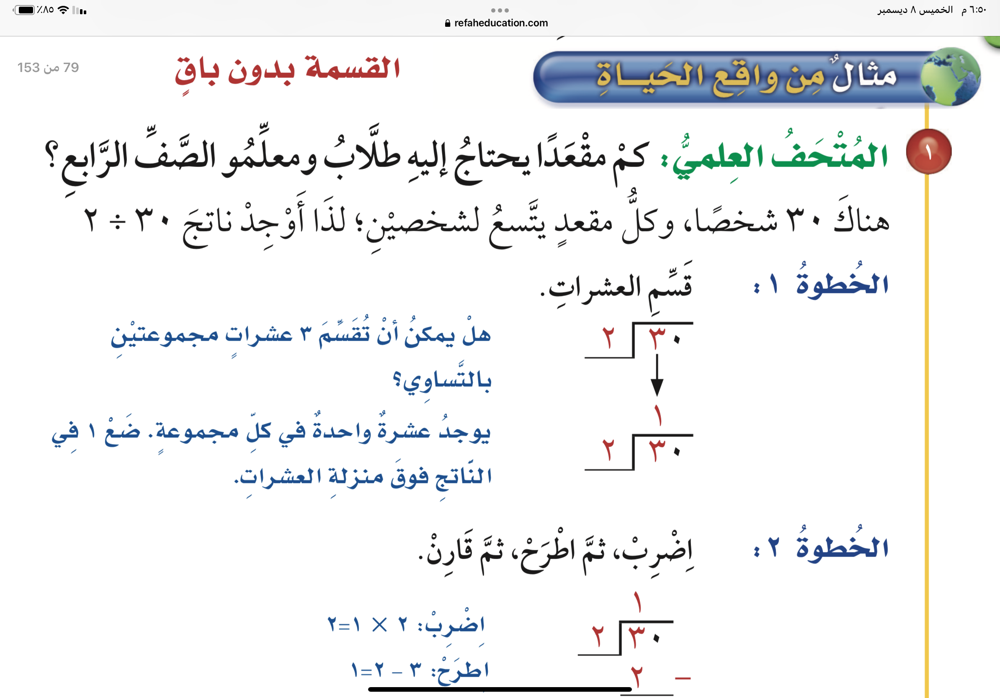 ٦:٥٠ م الخميس ٨ ديسمبر
٪٨٥
refaheducation.com
79 من 153
مثالٌ مِن واقِعِ الحَيــاةِ
القسمة بدون باقٍ
١ المُتْحَفُ العِلميُّ: كمْ مقْعَدًا يحتاجُ إليهِ طلَّابُ ومعلِّمُو الصَّفِّ الرَّابعِ؟
هناكَ ٣٠ شخصًا، وكلُّ مقعدٍ يتَّسعُ لشخصيْنِ؛ لذَا أَوْجِدْ ناتجَ ٣٠ ÷ ٢
الخُطوةُ ١: قَسِّمِ العشراتِ.
٢ ٣٠
هلْ يمكنُ أنْ تُقَسِّمَ ٣ عشراتٍ مجموعتيْنِ
بالتَّساوِي؟
١
٢ ٣٠
يوجدُ عشرةٌ واحدةٌ في كلِّ مجموعةٍ. ضَعْ ١ فِي
النّاتجِ فوقَ منزلةِ العشراتِ.
الخُطوةُ ٢: اِضْرِبْ، ثمَّ اطْرَحْ، ثمَّ قَارِنْ.
١
٢ ٣٠
٢ –
اِضْرِبْ: ٢ × ١=٢
اطرَحْ: ٣ – ٢=١